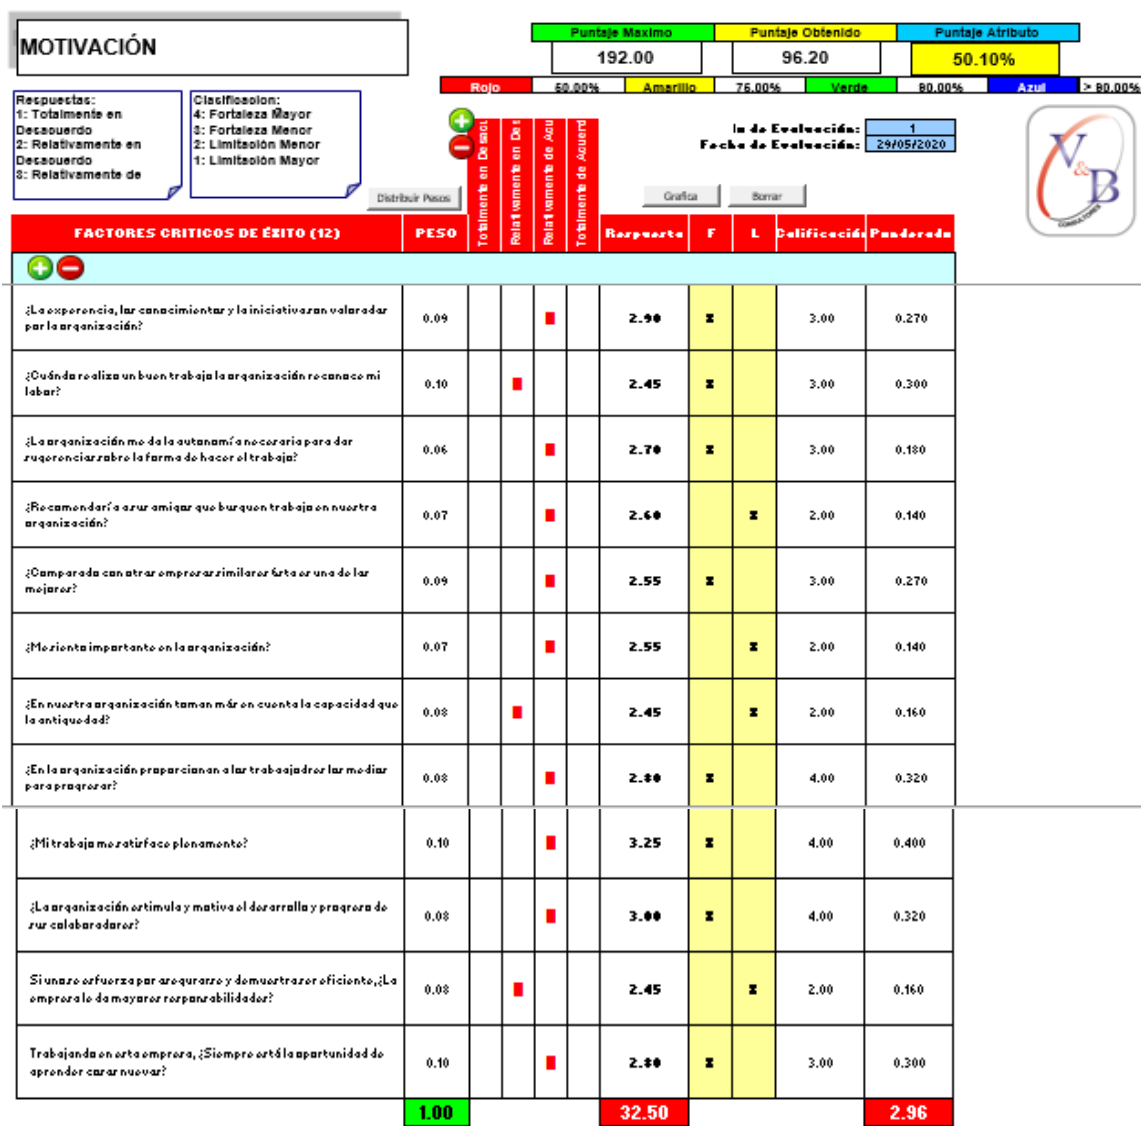 MOTIVACIÓN
Puntaje Maximo Puntaje Obtenido Puntaje Atributo
192.00 96.20 50.10%
Rojo 50.00% Amarillo 75.00% Verde 80.00% Azul > 80.00%
Respuestas:
1: Totalmente en
Desacuerdo
2: Relativamente en
Desacuerdo
3: Relativamente de
Clasificacion:
4: Fortaleza Mayor
3: Fortaleza Menor
2: Limitación Menor
1: Limitación Mayor
Distribuir Pesos
Totalmente en Desacu
Relativamente en Des
Relativamente de Acu
Totalmente de Acuerd
de Evaluación: 1
Fecha de Evaluación: 29/05/2020
Grafica Borrar
V&B
CONSULTORES
FACTORES CRITICOS DE ÉXITO (12) PESO Respuesta F L Calificación Ponderado
¿La experencia, los conocimientos y la iniciativa son valoradas
por la organización? 0.09 2.90 X 3.00 0.270
¿Cuándo realizo un buen trabajo la organización reconoce mi
labor? 0.10 2.45 X 3.00 0.300
¿La organización me da la autonomía necesaria para dar
sugerencias sobre la forma de hacer el trabajo? 0.06 2.70 X 3.00 0.180
¿Recomendaría a sus amigos que busquen trabajo en nuestra
organización? 0.07 2.60 X 2.00 0.140
¿Comparada con otras empresas similares ésta es una de las
mejores? 0.09 2.55 X 3.00 0.270
¿Me siento importante en la organización? 0.07 2.55 X 2.00 0.140
¿En nuestra organización toman más en cuenta la capacidad que
la antiquedad? 0.08 2.45 X 2.00 0.160
¿En la organización proporcionan a los trabaajadres los medios
para progresar? 0.08 2.80 X 4.00 0.320
¿Mi trabajo me satisface plenamente? 0.10 3.25 X 4.00 0.400
¿La organización estimula y motiva el desarrollo y progreso de
sus colaboradores? 0.08 3.00 X 4.00 0.320
Si uno se esfuerza por asegurarse y demuestra ser eficiente, ¿La
empresa le da mayores responsabilidades? 0.08 2.45 X 2.00 0.160
Trabajando en esta empresa, ¿Siempre está la oportunidad de
aprender cosas nuevas? 0.10 2.80 X 3.00 0.300
1.00 32.50 2.96